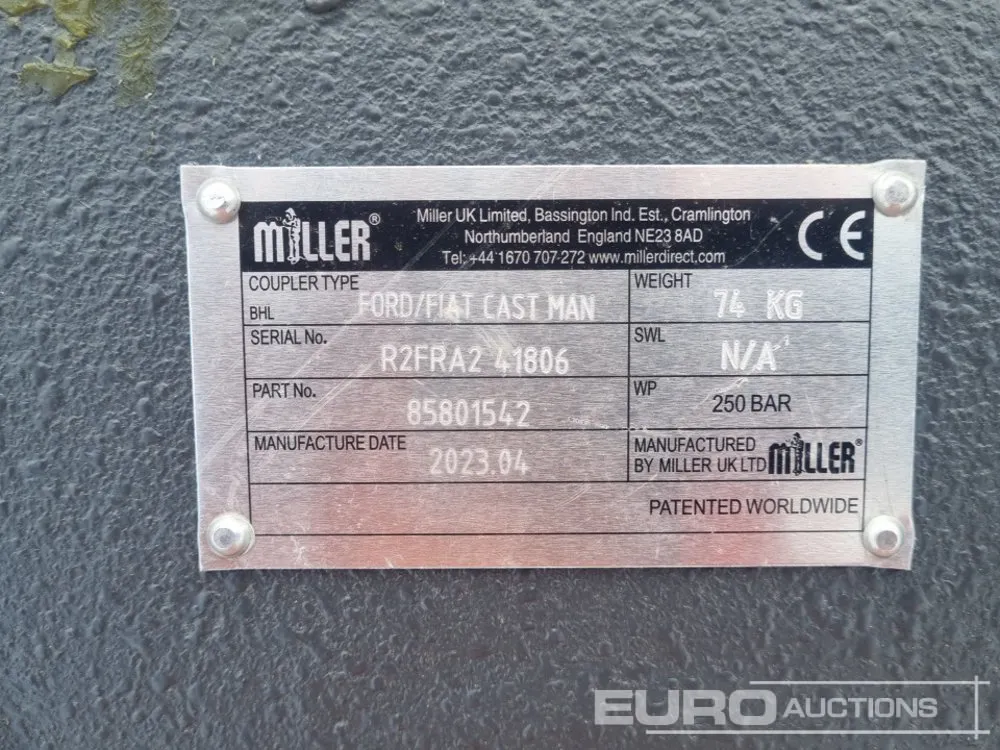 MILLER®
Miller UK Limited, Bassington Ind. Est., Cramlington
Northumberland England NE23 8AD
Tel: +44 1670 707 272 www.millerdirect.com
CE
COUPLER TYPE
BHL FORD/FIAT CAST MAN
WEIGHT 74 KG
SERIAL No. R2FRA2 41806
SWL N/A
PART No. 85801542
WP 250 BAR
MANUFACTURE DATE 2023.04
MANUFACTURED
BY MILLER UK LTD MILLER®
PATENTED WORLDWIDE
EURO AUCTIONS